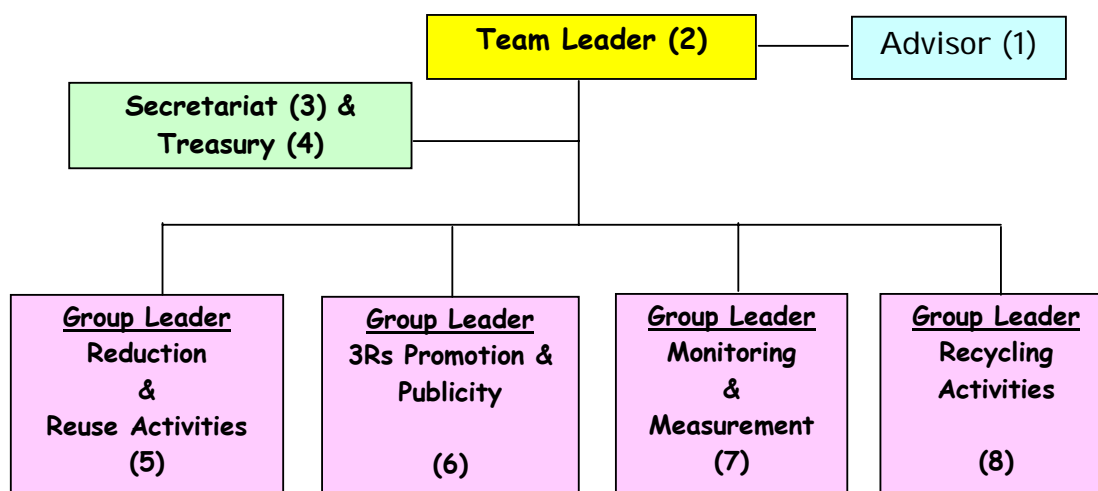 Team Leader (2)
Advisor (1)
Secretariat (3) &
Treasury (4)
Group Leader
Reduction
&
Reuse Activities
(5)
Group Leader
3Rs Promotion &
Publicity
(6)
Group Leader
Monitoring
&
Measurement
(7)
Group Leader
Recycling
Activities
(8)